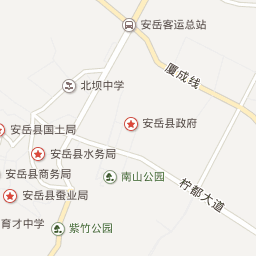 安岳客运总站
厦成线
北坝中学
安岳县政府
安岳县国土局
安岳县水务局
安岳县商务局
南山公园
安岳县蚕业局
柠都大道
育才中学
紫竹公园